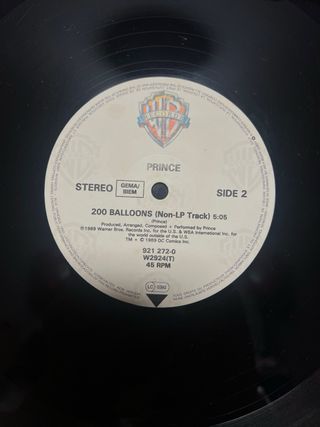 WB
RECORDS
PRINCE
STEREO
GEMA/
BIEM
SIDE 2
200 BALLOONS (Non-LP Track) 5:05
(Prince)
Produced, Arranged, Composed + Performed by Prince
℗1989 Warner Bros. Records Inc. for the U.S. & WEA International Inc. for
the world outside of the U.S.
TM + © 1989 DC Comics Inc.
921 272-0
W2924(T)
45 RPM